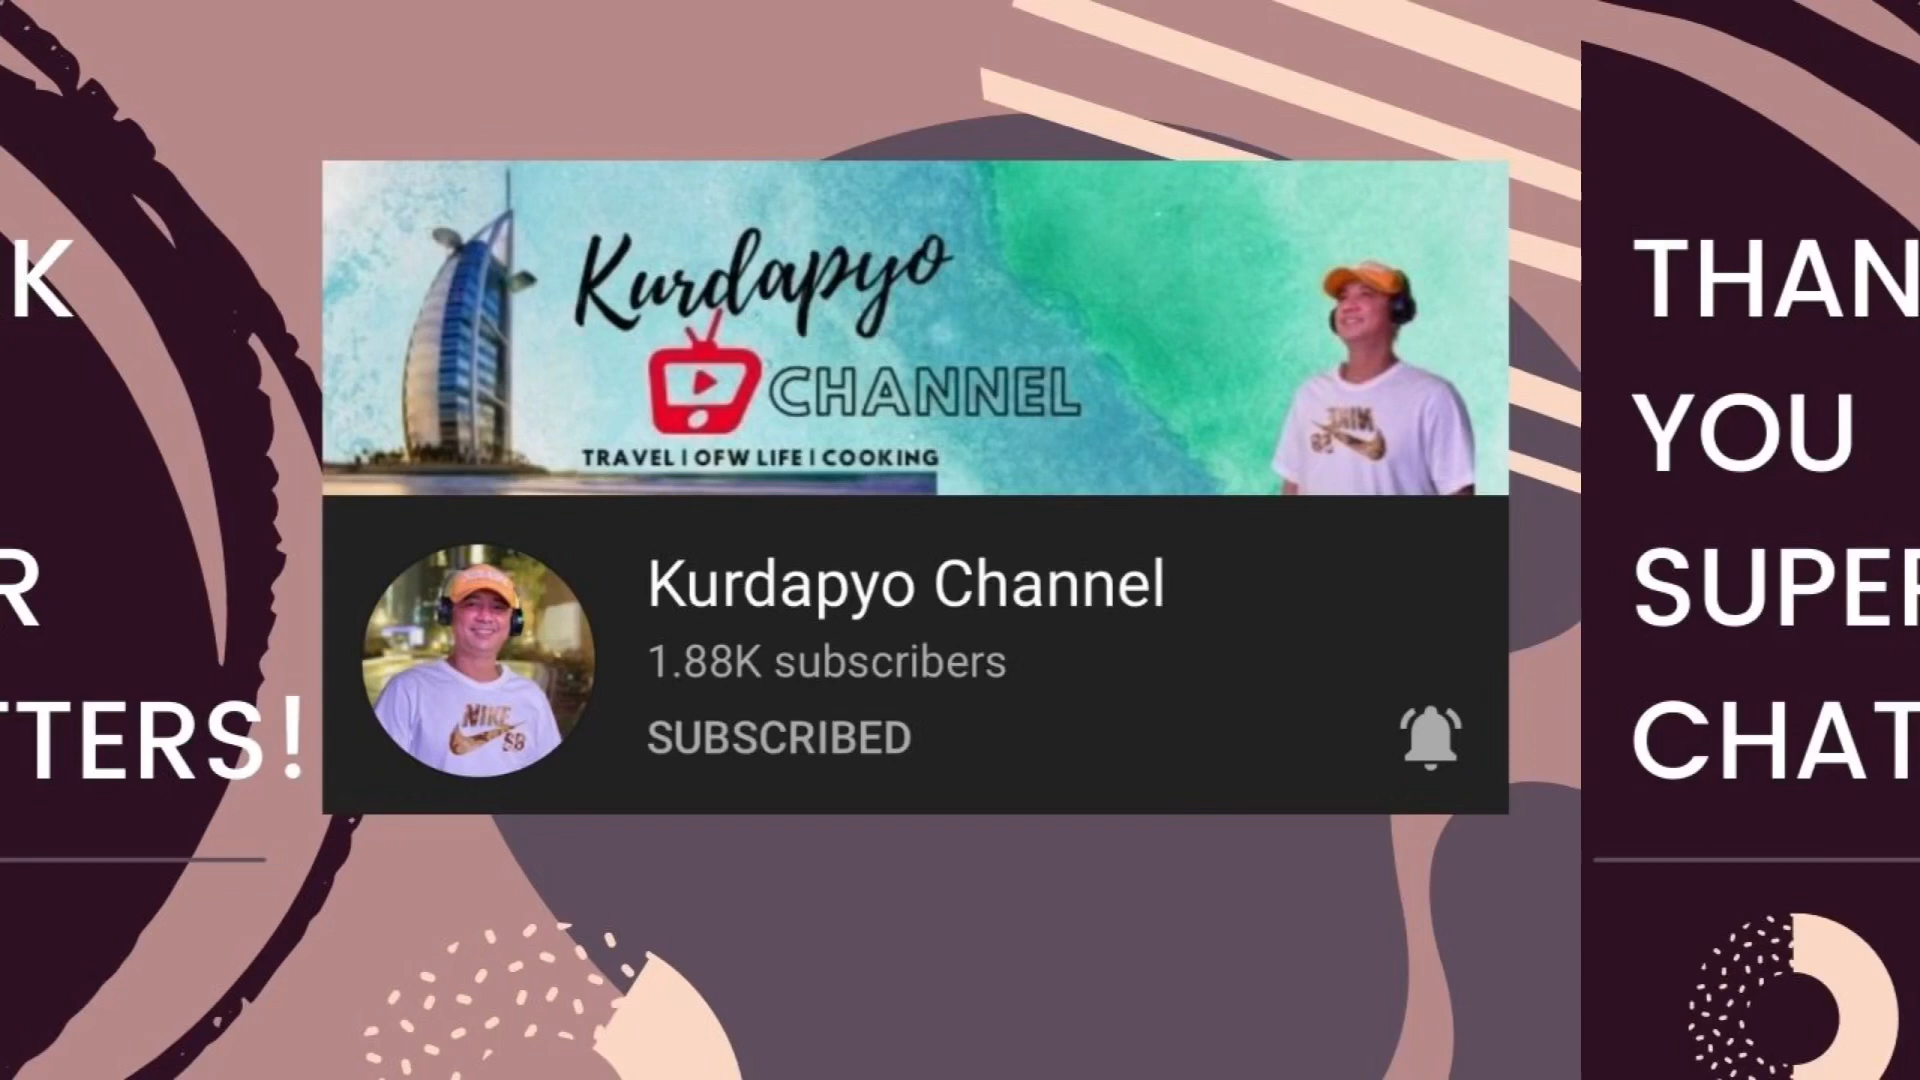 K
R
TTERS!
Kurdapyo
CHANNEL
TRAVEL | OFW LIFE | COOKING
NIKE
SB
Kurdapyo Channel
1.88K subscribers
SUBSCRIBED
NIKE
SB
THAN
YOU
SUPER
CHAT